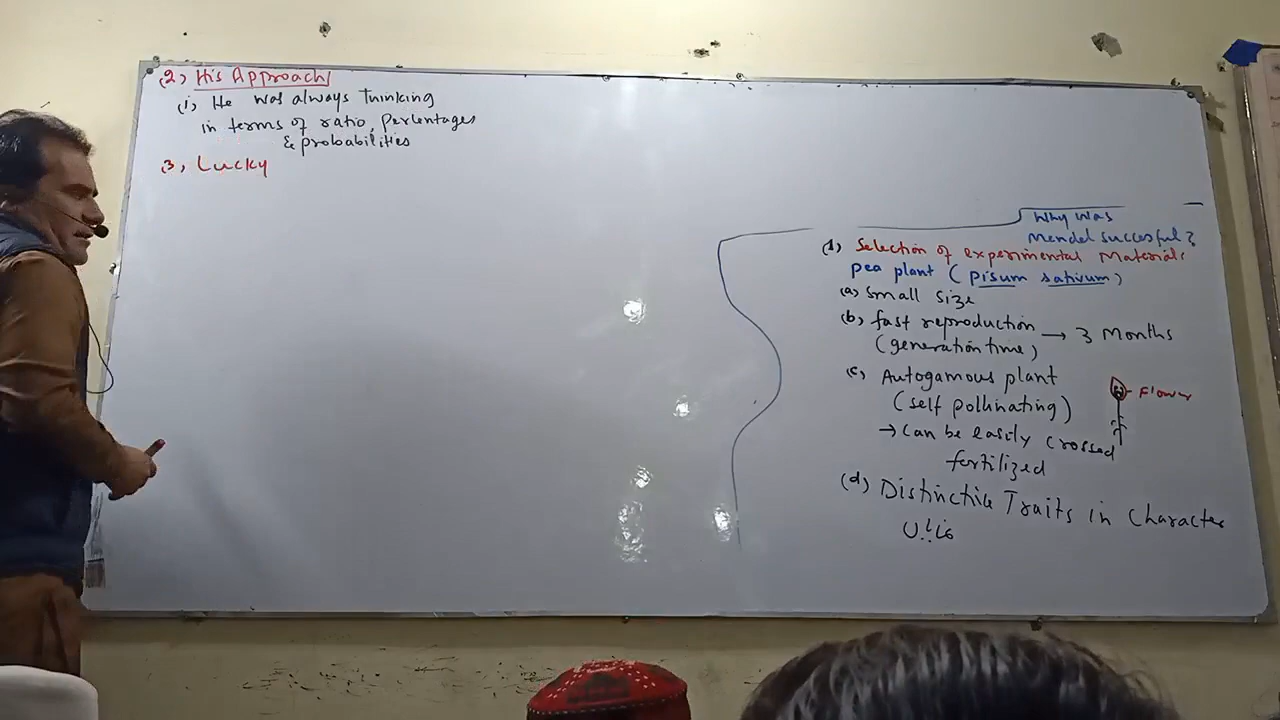 (2) His Approach
(i) He was always Thinking
in terms of ratio, Percentages
& probabilities
3) Lucky
Why was
Mendel successful?
(1) Selection of experimental Materials
pea plant (pisum sativum)
(a) small size
(b) fast reproduction → 3 Months
(generation time)
(c) Autogamous plant
(self pollinating)
Flower
→ can be easily crossed
fertilized
(d) Distinctive Traits in character
نمایاں